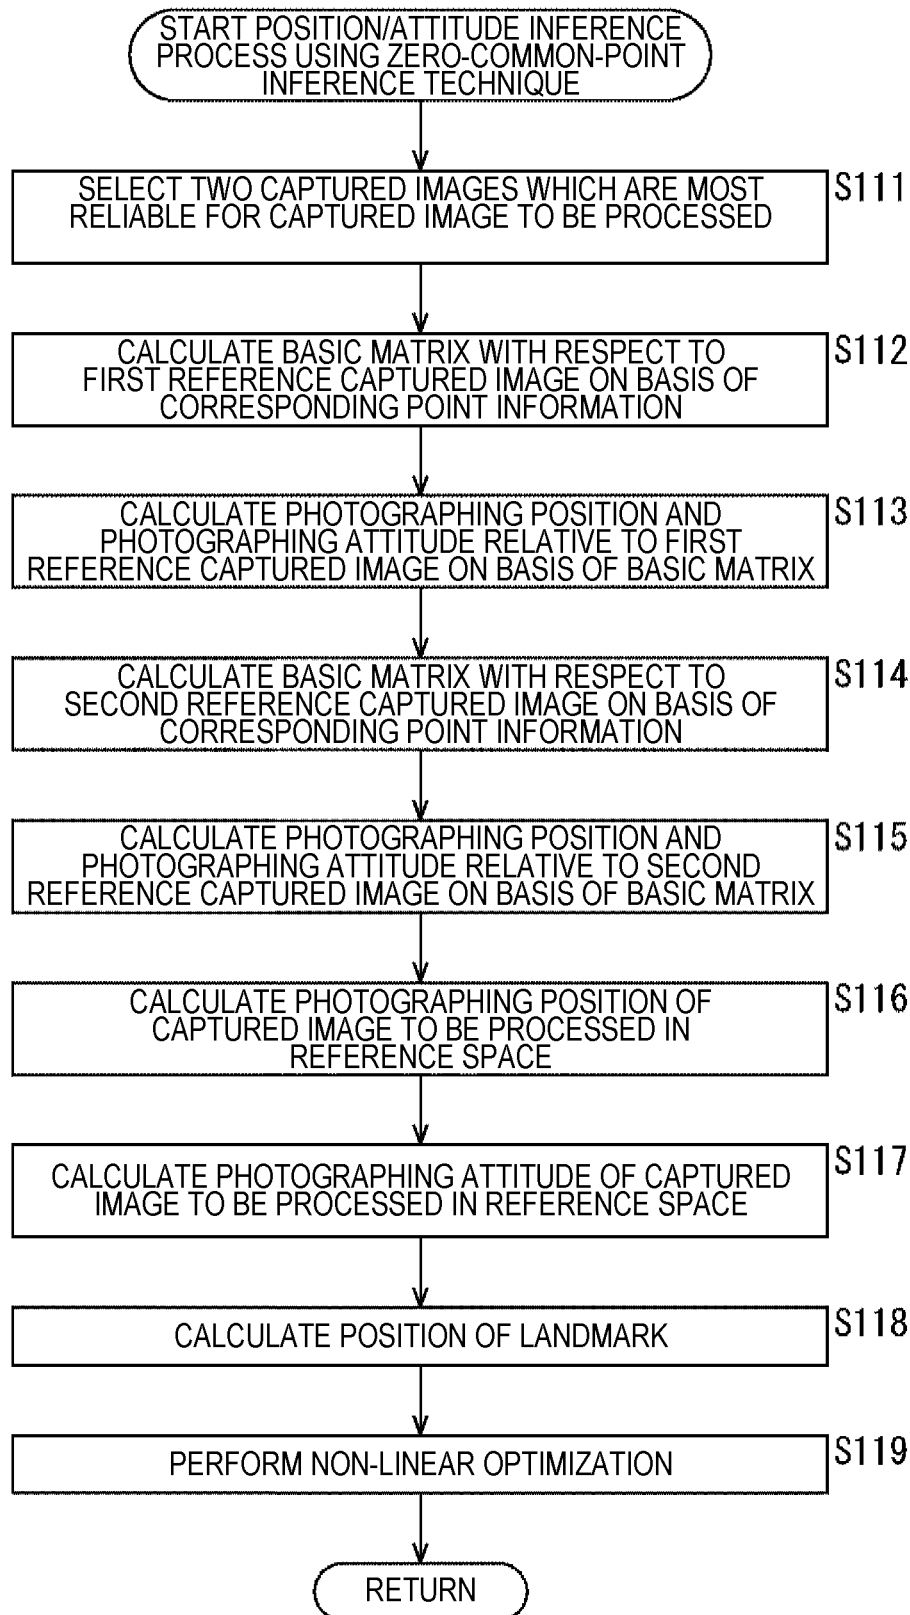 START POSITION/ATTITUDE INFERENCE
PROCESS USING ZERO-COMMON-POINT
INFERENCE TECHNIQUE
SELECT TWO CAPTURED IMAGES WHICH ARE MOST
RELIABLE FOR CAPTURED IMAGE TO BE PROCESSED
S111
CALCULATE BASIC MATRIX WITH RESPECT TO
FIRST REFERENCE CAPTURED IMAGE ON BASIS OF
CORRESPONDING POINT INFORMATION
S112
CALCULATE PHOTOGRAPHING POSITION AND
PHOTOGRAPHING ATTITUDE RELATIVE TO FIRST
REFERENCE CAPTURED IMAGE ON BASIS OF BASIC MATRIX
S113
CALCULATE BASIC MATRIX WITH RESPECT TO
SECOND REFERENCE CAPTURED IMAGE ON BASIS OF
CORRESPONDING POINT INFORMATION
S114
CALCULATE PHOTOGRAPHING POSITION AND
PHOTOGRAPHING ATTITUDE RELATIVE TO SECOND
REFERENCE CAPTURED IMAGE ON BASIS OF BASIC MATRIX
S115
CALCULATE PHOTOGRAPHING POSITION OF
CAPTURED IMAGE TO BE PROCESSED IN
REFERENCE SPACE
S116
CALCULATE PHOTOGRAPHING ATTITUDE OF CAPTURED
IMAGE TO BE PROCESSED IN REFERENCE SPACE
S117
CALCULATE POSITION OF LANDMARK
S118
PERFORM NON-LINEAR OPTIMIZATION
S119
RETURN